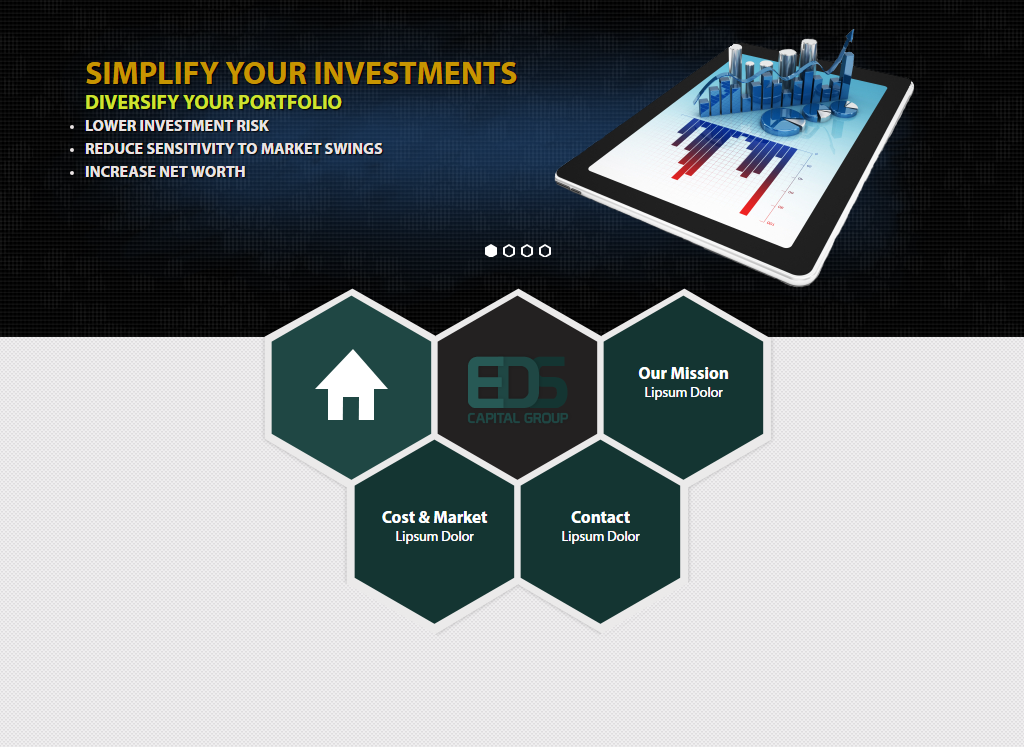 SIMPLIFY YOUR INVESTMENTS
DIVERSIFY YOUR PORTFOLIO
• LOWER INVESTMENT RISK
• REDUCE SENSITIVITY TO MARKET SWINGS
• INCREASE NET WORTH
EDS
CAPITAL GROUP
Our Mission
Lipsum Dolor
Cost & Market
Lipsum Dolor
Contact
Lipsum Dolor